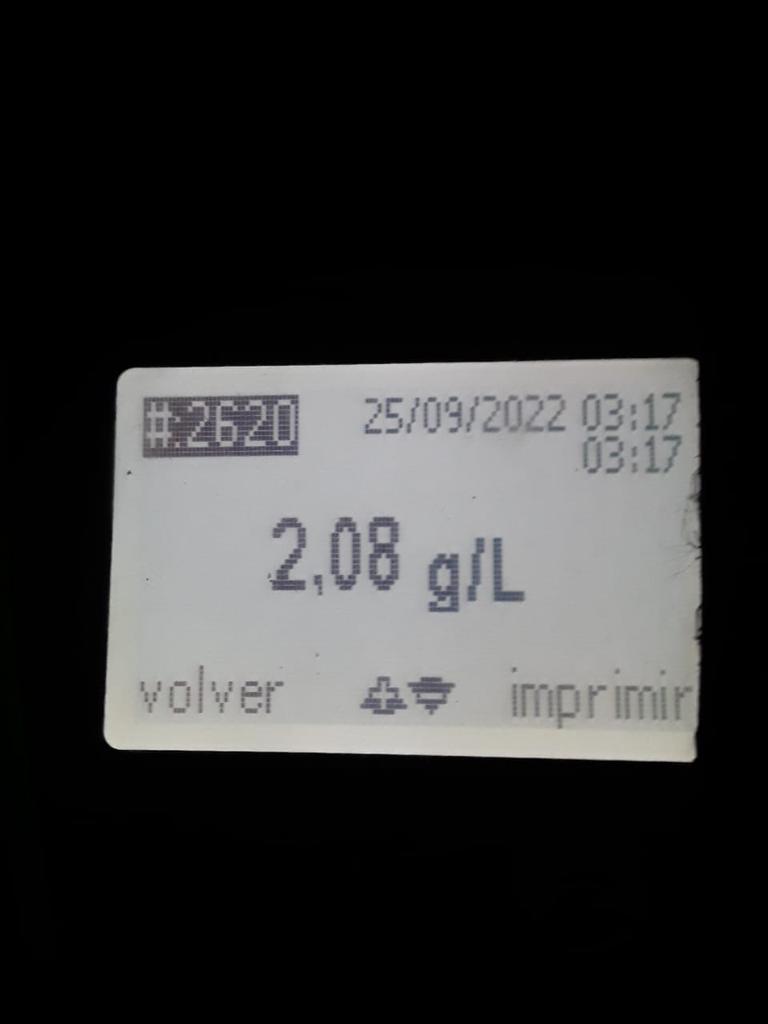 #:2620 25/09/2022 03:17
03:17
2,08 g/L
volver imprimir